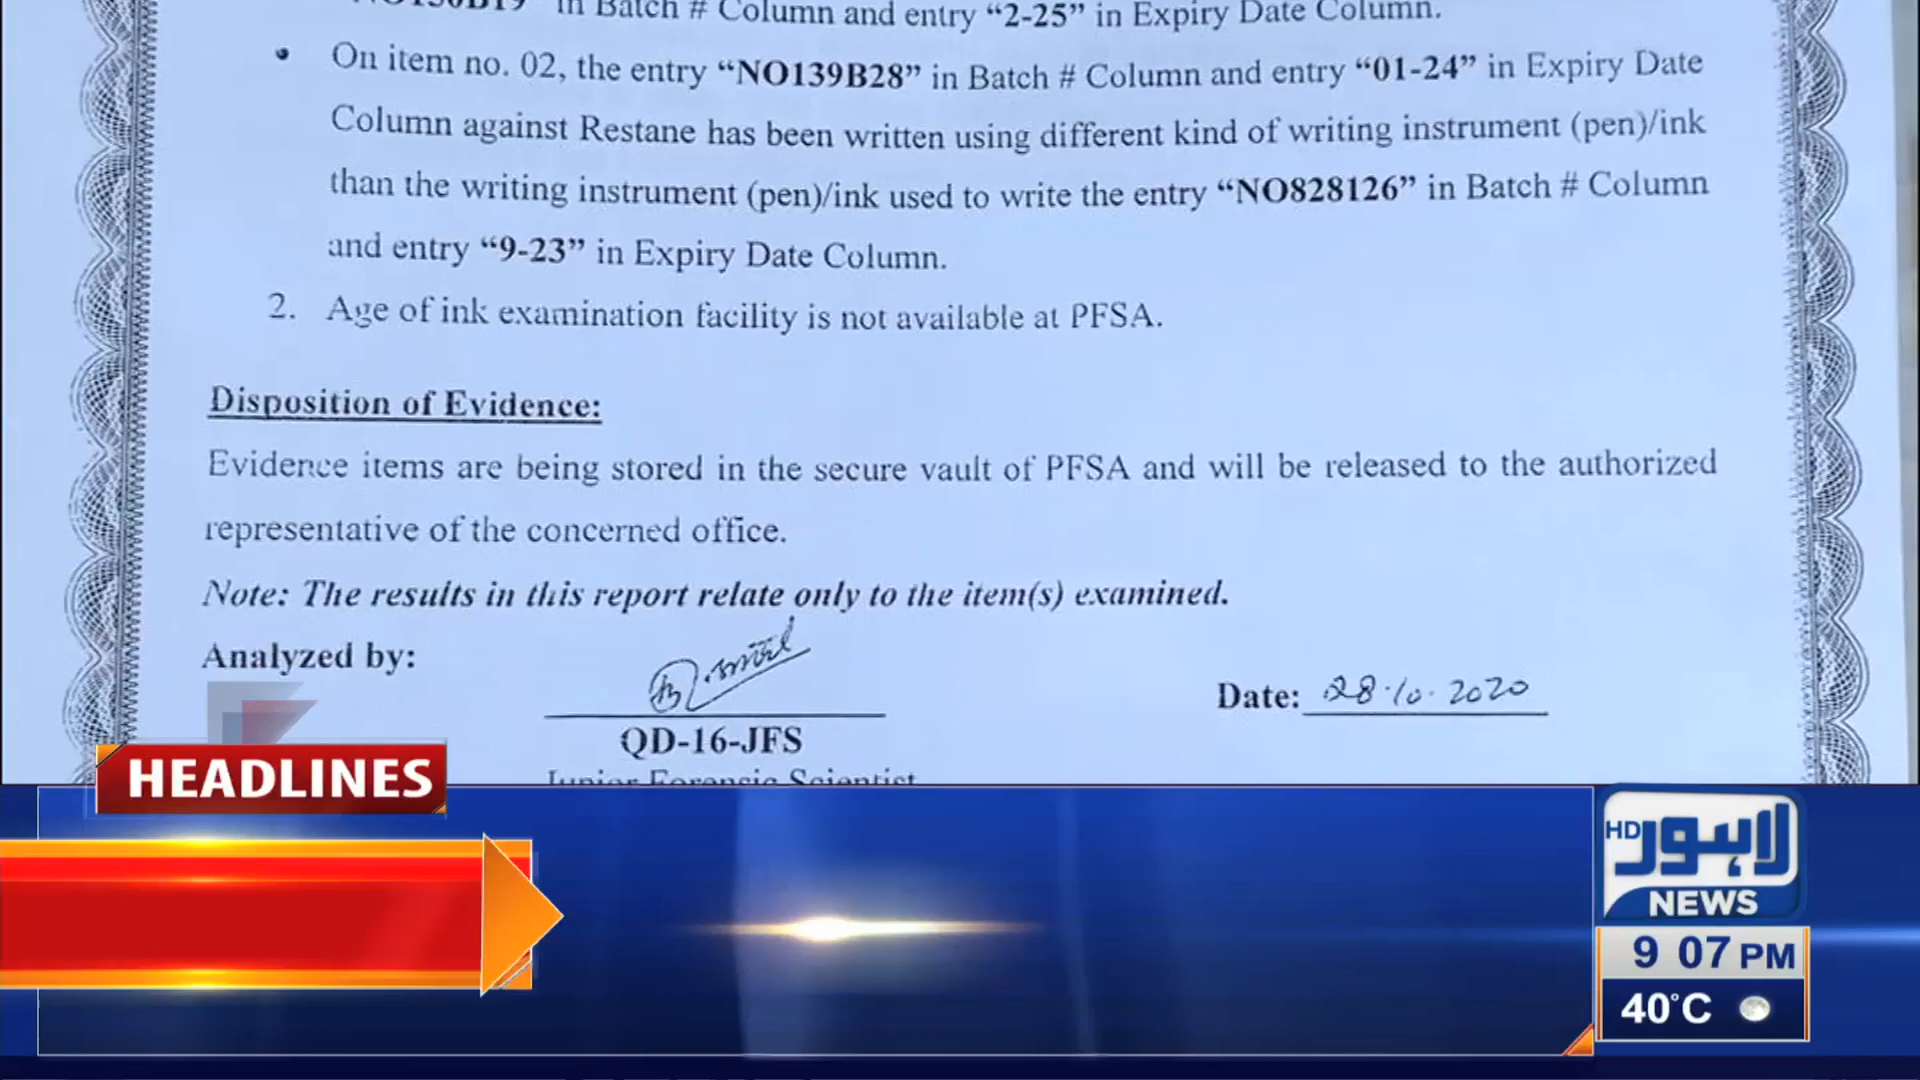 in Batch # Column and entry “2-25” in Expiry Date Column.
• On item no. 02, the entry “NO139B28” in Batch # Column and entry “01-24” in Expiry Date
Column against Restane has been written using different kind of writing instrument (pen)/ink
than the writing instrument (pen)/ink used to write the entry “NO828126” in Batch # Column
and entry “9-23” in Expiry Date Column.
2. Age of ink examination facility is not available at PFSA.
Disposition of Evidence:
Evidence items are being stored in the secure vault of PFSA and will be released to the authorized
representative of the concerned office.
Note: The results in this report relate only to the item(s) examined.
Analyzed by:
Date: 28.10.2020
QD-16-JFS
Junior Forensic Scientist
HEADLINES
HD لاہور
NEWS
9 07 PM
40°C